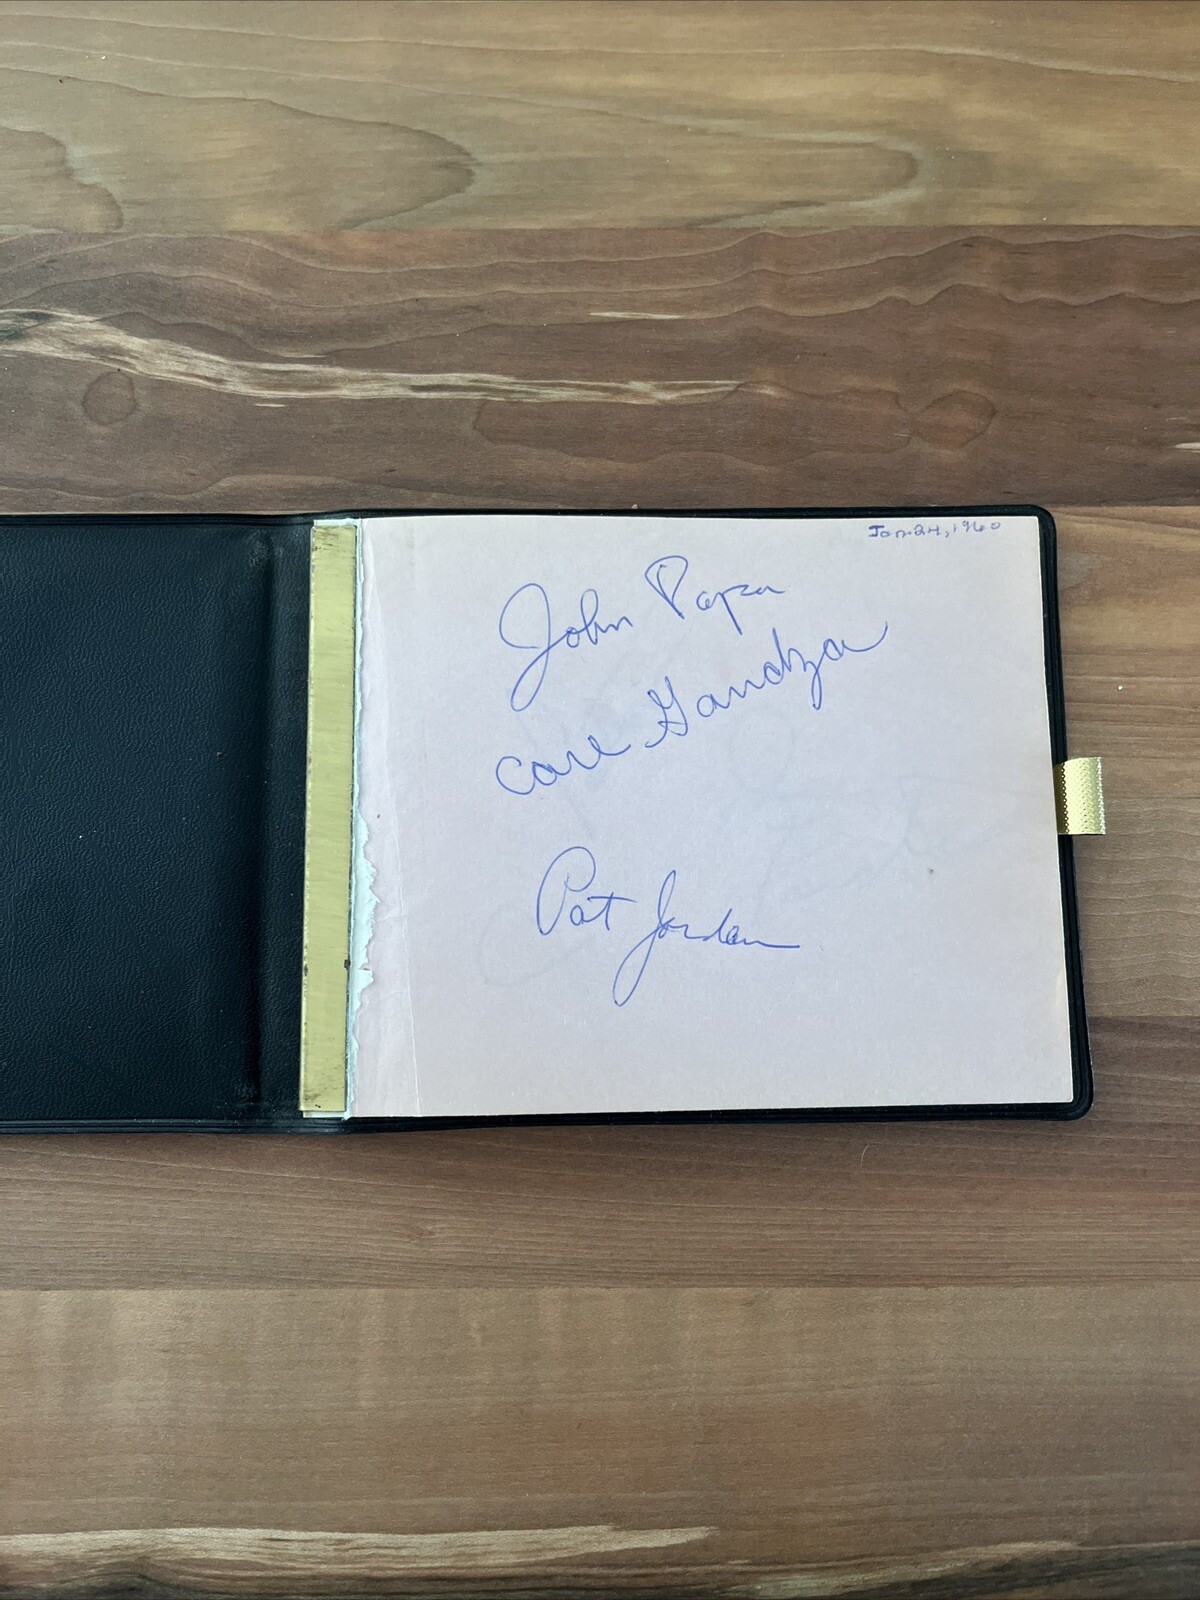 Jan. 24, 1960
John Papa
Carl Gandza
Pat Jordan